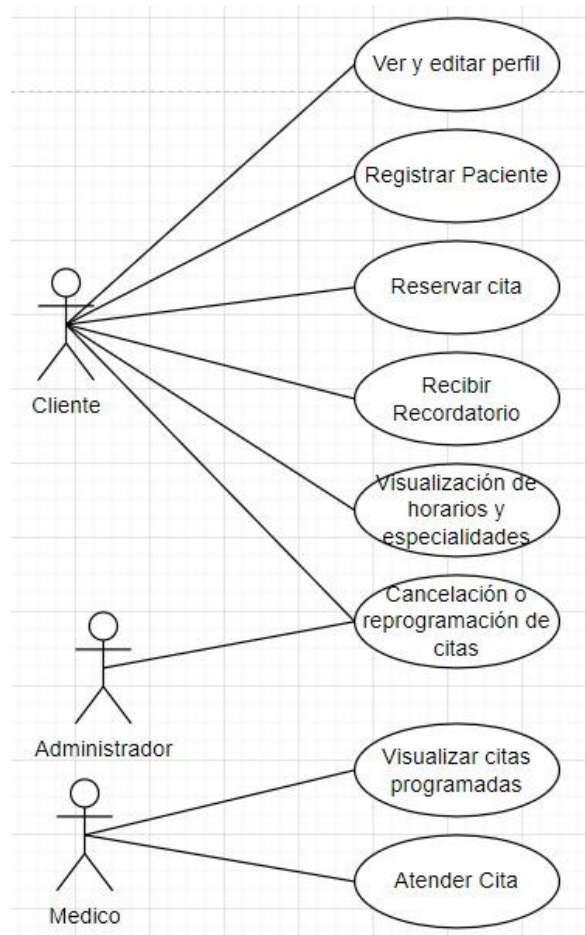 Ver y editar perfil
Registrar Paciente
Reservar cita
Recibir
Recordatorio
Cliente
Visualización de
horarios y
especialidades
Cancelación o
reprogramación de
citas
Administrador
Visualizar citas
programadas
Atender Cita
Medico